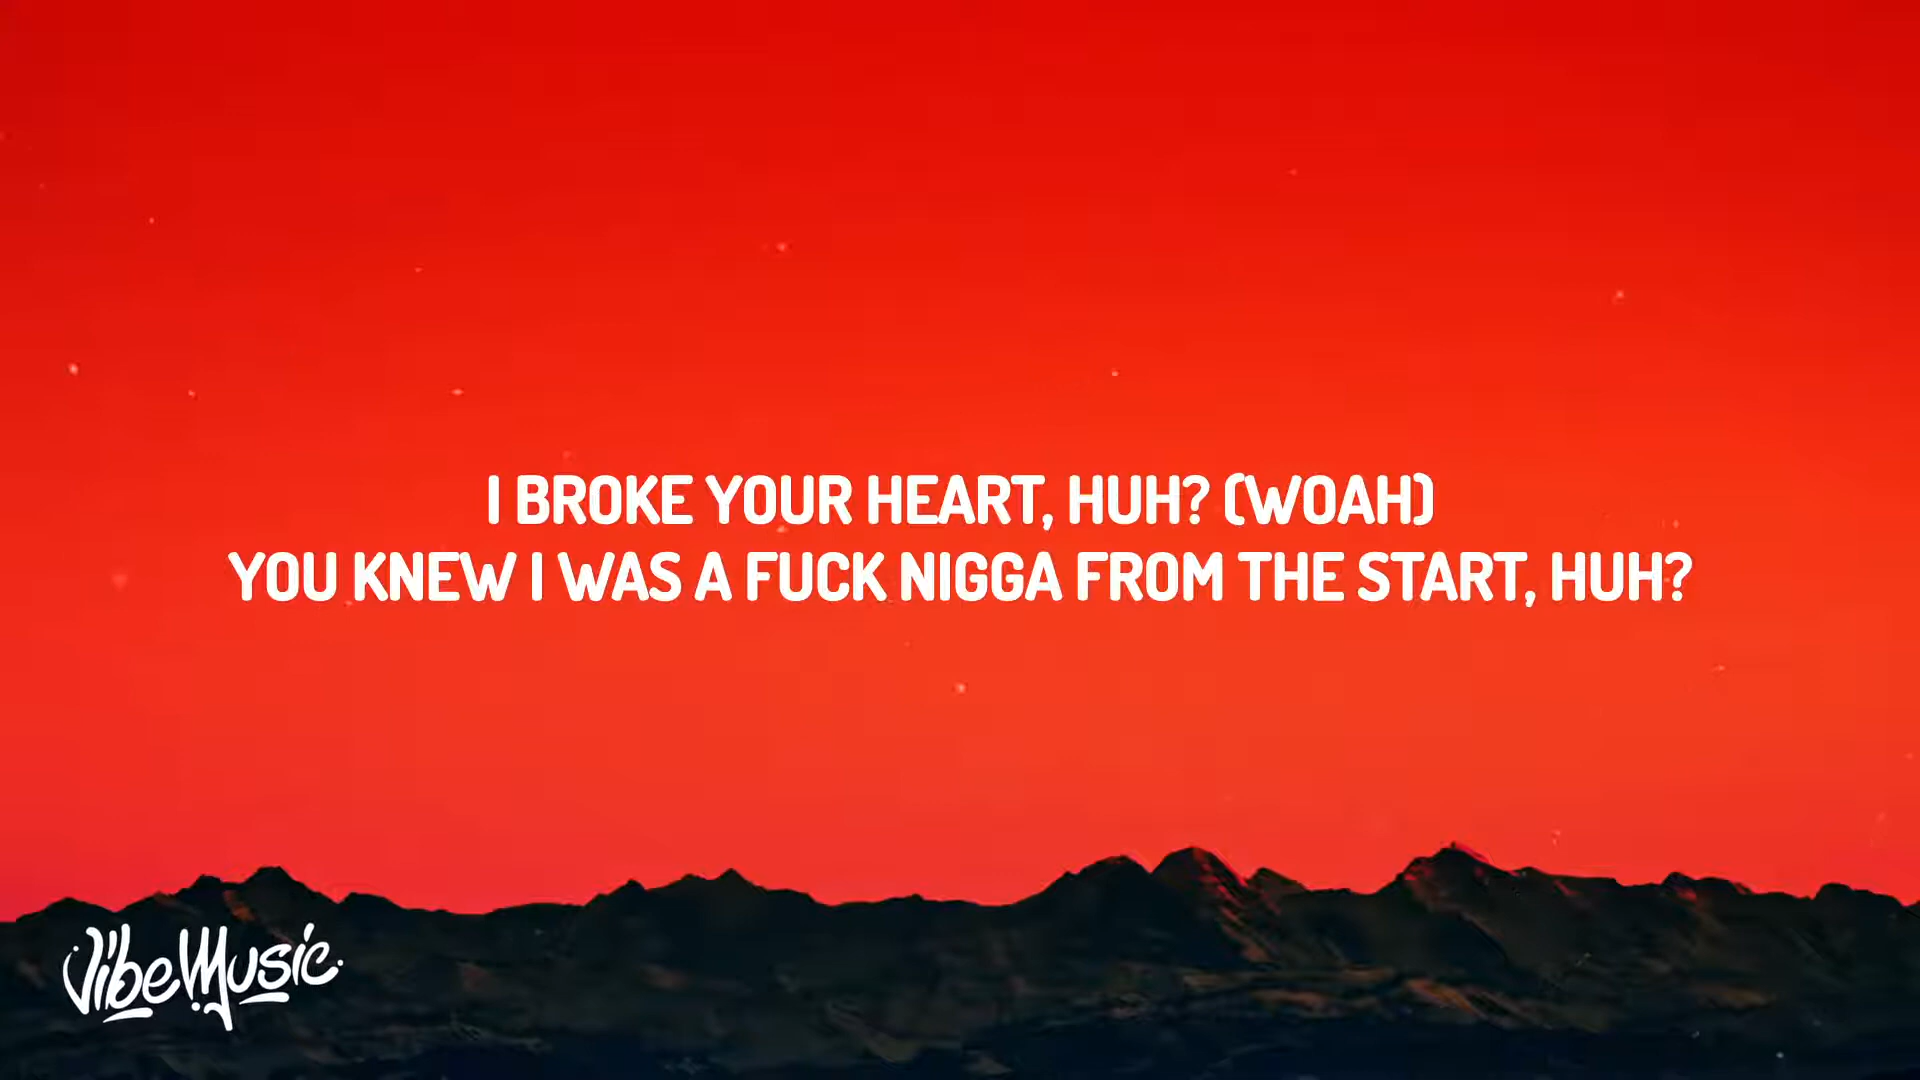 I BROKE YOUR HEART, HUH? (WOAH)
YOU KNEW I WAS A FUCK NIGGA FROM THE START, HUH?
VibeMusic.